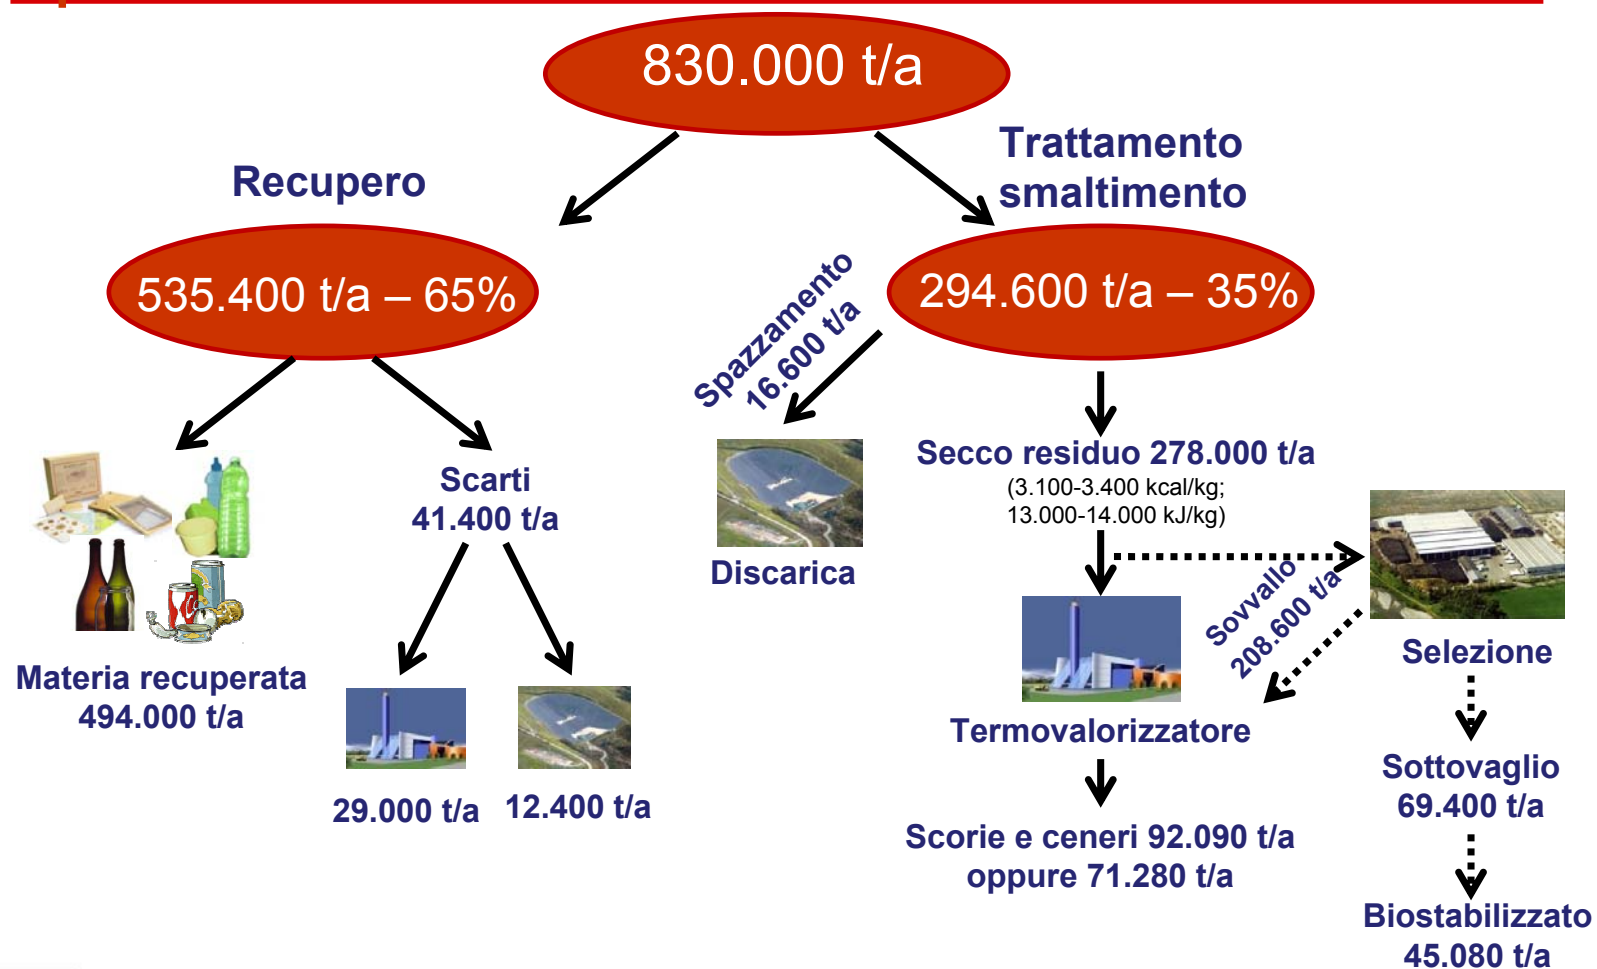 830.000 t/a
Recupero
Trattamento
smaltimento
535.400 t/a – 65%
294.600 t/a – 35%
Spazzamento
16.600 t/a
Discarica
Scarti
41.400 t/a
Materia recuperata
494.000 t/a
29.000 t/a
12.400 t/a
Secco residuo 278.000 t/a
(3.100-3.400 kcal/kg;
13.000-14.000 kJ/kg)
Sovvallo
208.600 t/a
Selezione
Termovalorizzatore
Scorie e ceneri 92.090 t/a
oppure 71.280 t/a
Sottovaglio
69.400 t/a
Biostabilizzato
45.080 t/a